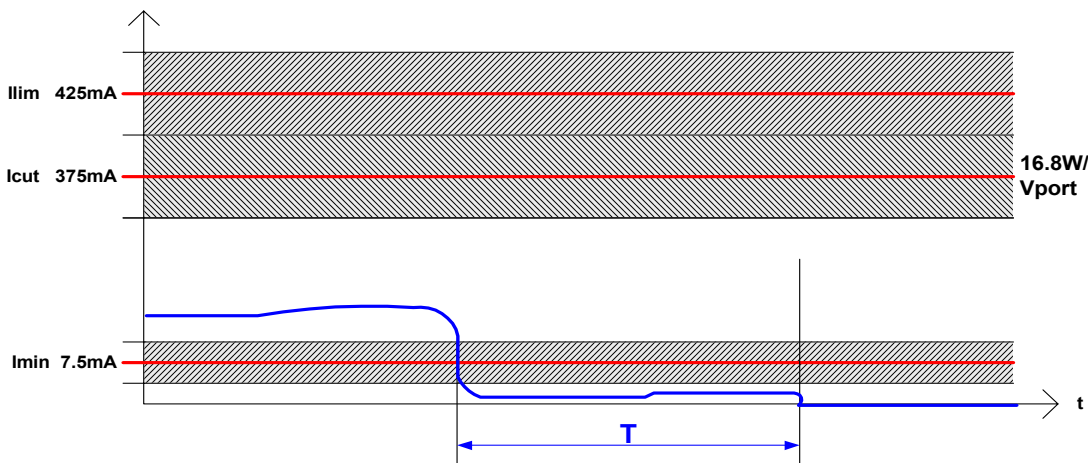 Ilim 425mA
Icut 375mA
16.8W/
Vport
Imin 7.5mA
t
T